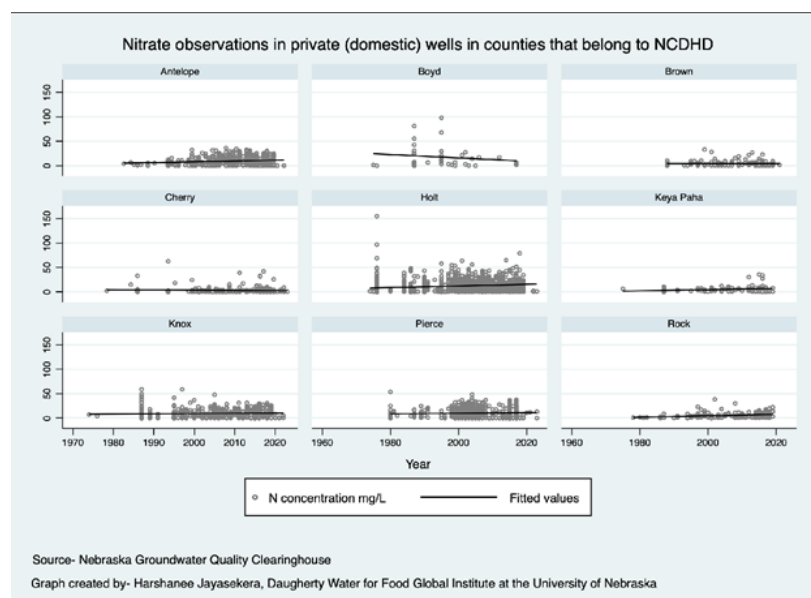 Nitrate observations in private (domestic) wells in counties that belong to NCDHD
Antelope
Boyd
Brown
150
100
50
0
Cherry
Holt
Keya Paha
150
100
50
0
Knox
Pierce
Rock
150
100
50
0
1970 1980 1990 2000 2010 2020
1960 1980 2000 2020
1960 1980 2000 2020
Year
N concentration mg/L Fitted values
Source- Nebraska Groundwater Quality Clearinghouse
Graph created by- Harshanee Jayasekera, Daugherty Water for Food Global Institute at the University of Nebraska